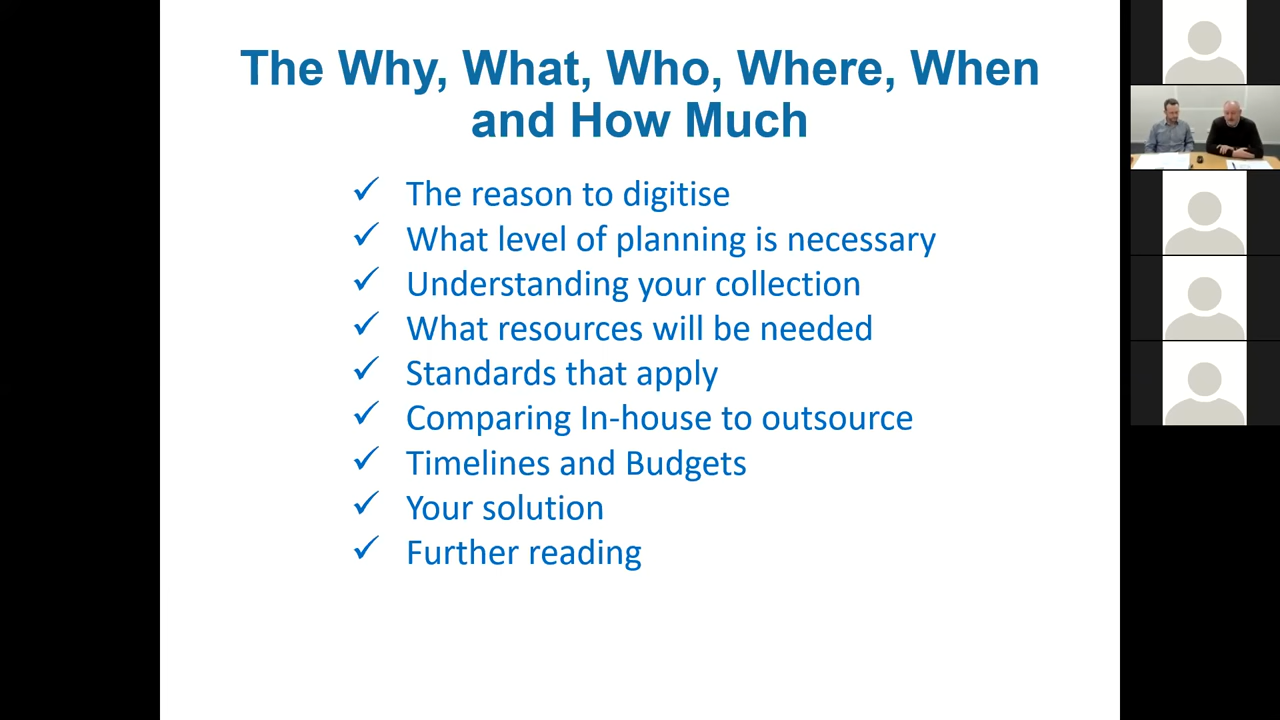 The Why, What, Who, Where, When
and How Much
✓ The reason to digitise
✓ What level of planning is necessary
✓ Understanding your collection
✓ What resources will be needed
✓ Standards that apply
✓ Comparing In-house to outsource
✓ Timelines and Budgets
✓ Your solution
✓ Further reading